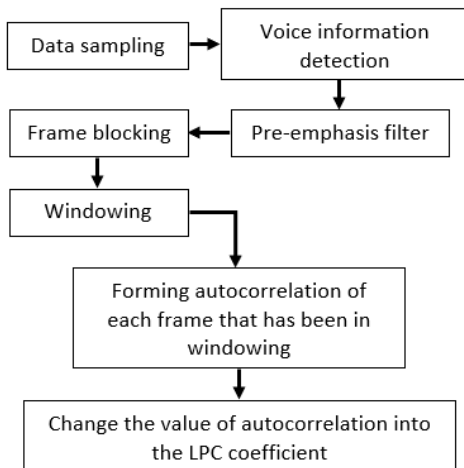 Data sampling
Voice information
detection
Pre-emphasis filter
Frame blocking
Windowing
Forming autocorrelation of
each frame that has been in
windowing
Change the value of autocorrelation into
the LPC coefficient